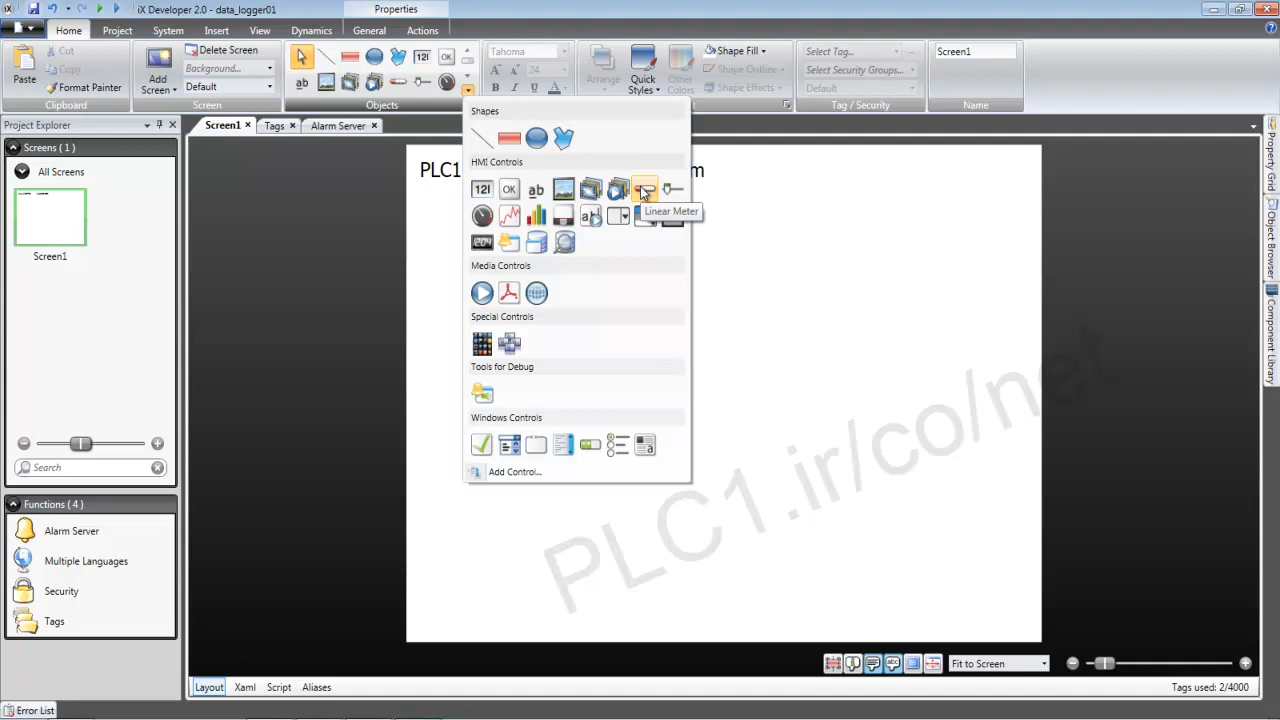 iX Developer 2.0 - data_logger01
Properties
Home
Project
System
Insert
View
Dynamics
General
Actions
Paste
Cut
Copy
Format Painter
Clipboard
Add
Screen
Delete Screen
Background...
Default
Screen
Objects
Tahoma
24
Arrange
Quick
Styles
Other
Colors
Shape Fill
Shape Outline
Shape Effects
Select Tag...
Select Security Groups...
Default
Tag / Security
Screen1
Name
Project Explorer
Screens ( 1 )
All Screens
Screen1
Search
Functions ( 4 )
Alarm Server
Multiple Languages
Security
Tags
Screen1
Tags
Alarm Server
PLC1
m
Shapes
HMI Controls
Linear Meter
Media Controls
Special Controls
Tools for Debug
Windows Controls
Add Control...
PLC1.ir/co/net
Property Grid
Object Browser
Component Library
Fit to Screen
Layout
Xaml
Script
Aliases
Tags used: 2/4000
Error List